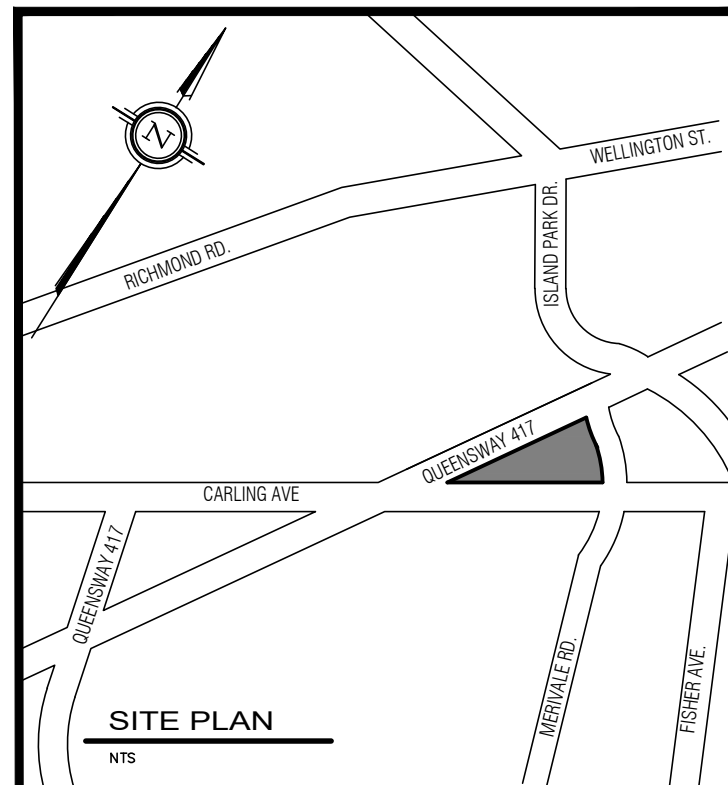 N
WELLINGTON ST.
ISLAND PARK DR.
RICHMOND RD.
QUEENSWAY 417
CARLING AVE
QUEENSWAY 417
MERIVALE RD.
FISHER AVE.
SITE PLAN
NTS